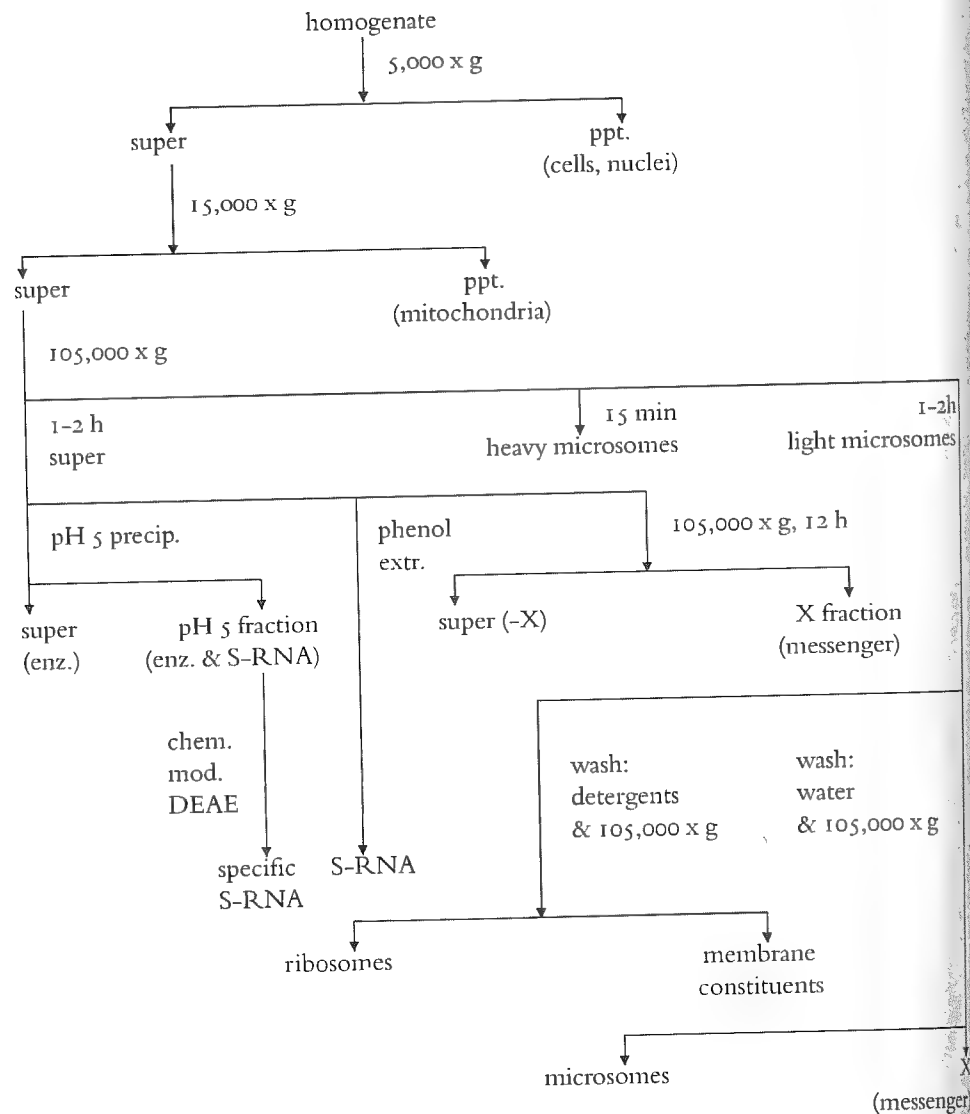 homogenate
5,000 x g
super
ppt.
(cells, nuclei)
15,000 x g
super
ppt.
(mitochondria)
105,000 x g
1-2 h
super
15 min
heavy microsomes
1-2h
light microsomes
pH 5 precip.
phenol
extr.
105,000 x g, 12 h
super
(enz.)
pH 5 fraction
(enz. & S-RNA)
super (-X)
X fraction
(messenger)
chem.
mod.
DEAE
wash:
detergents
& 105,000 x g
wash:
water
& 105,000 x g
specific
S-RNA
S-RNA
ribosomes
membrane
constituents
microsomes
X
(messenger